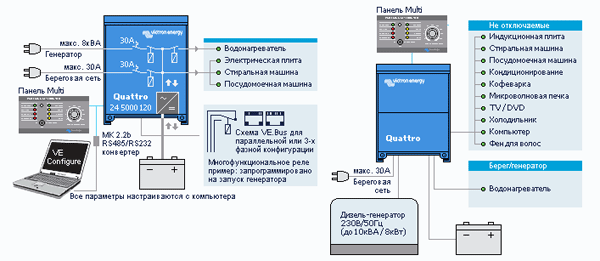 victron energy
макс. 8кВА
30А
Генератор
макс. 30А
30А
Береговая сеть
Водонагреватель
Электрическая плита
Стиральная машина
Посудомоечная машина
Панель Multi
Quattro
24 5000 120
МК 2.2b
RS485/RS232
конвертер
VE
Configure
Схема VE.Bus для
параллельной или 3-х
фазной конфигурации
Многофункциональное реле
пример: запрограммировано
на запуск генератора
Все параметры настраиваются с компьютера
Панель Multi
Не отключаемые
Индукционная плита
Стиральная машина
Посудомоечная машина
Кондиционирование
Кофеварка
Микроволновая печка
TV / DVD
Холодильник
Компьютер
Фен для волос
victron energy
Quattro
макс. 30А
Береговая
сеть
Берег/генератор
Водонагреватель
Дизель-генератор
230В/50Гц
(до 10кВА / 8кВт)